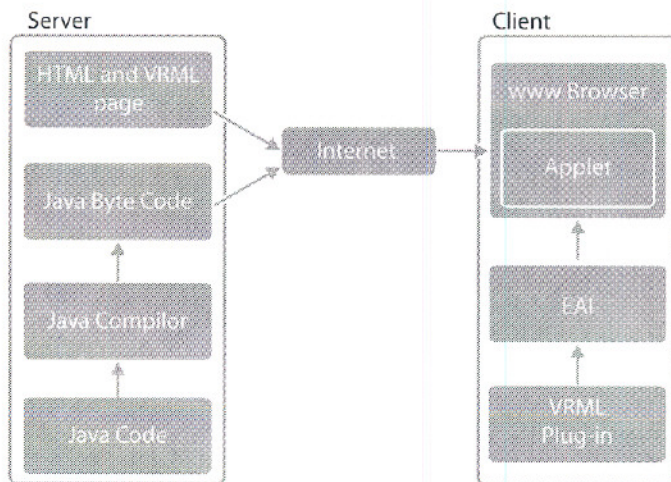 Server
HTML and VRML
page
Java Byte Code
Java Compilor
Java Code
Internet
Client
www Browser
Applet
EAI
VRML
Plug-in